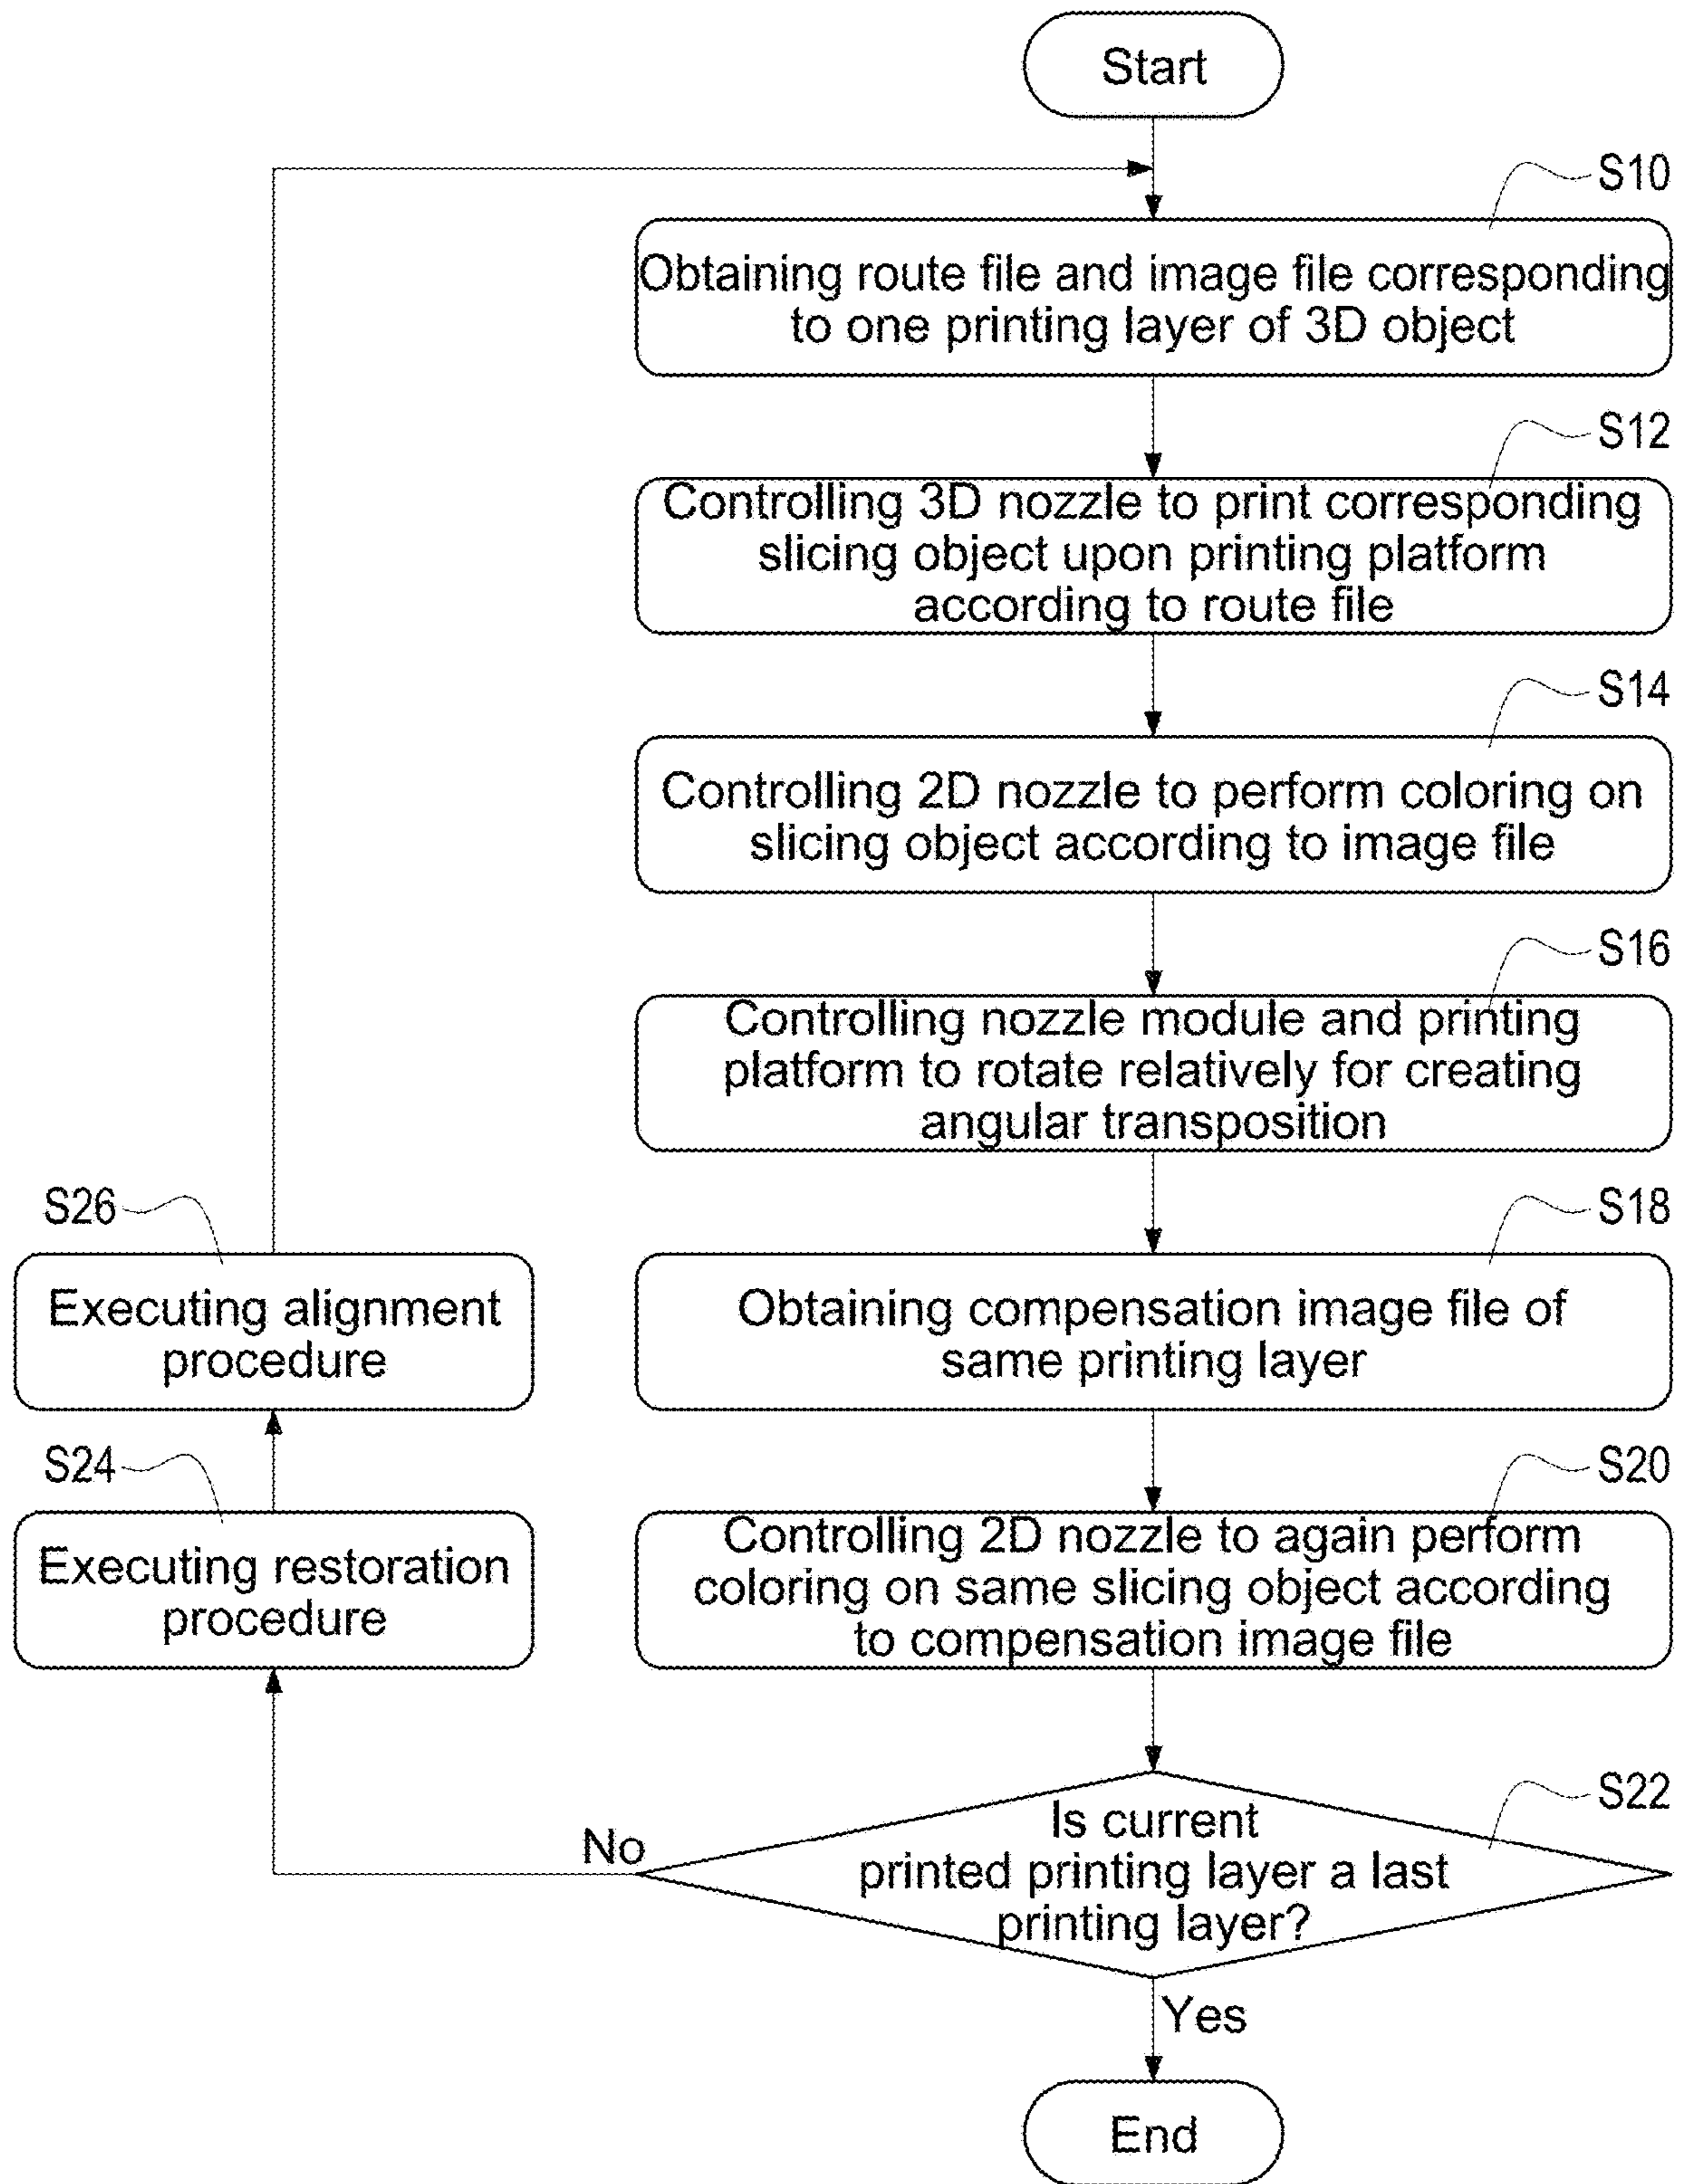 Start
S10
Obtaining route file and image file corresponding
to one printing layer of 3D object
S12
Controlling 3D nozzle to print corresponding
slicing object upon printing platform
according to route file
S14
Controlling 2D nozzle to perform coloring on
slicing object according to image file
S16
Controlling nozzle module and printing
platform to rotate relatively for creating
angular transposition
S18
Obtaining compensation image file of
same printing layer
S20
Controlling 2D nozzle to again perform
coloring on same slicing object according
to compensation image file
S22
Is current
printed printing layer a last
printing layer?
No
S24
Executing restoration
procedure
S26
Executing alignment
procedure
Yes
End